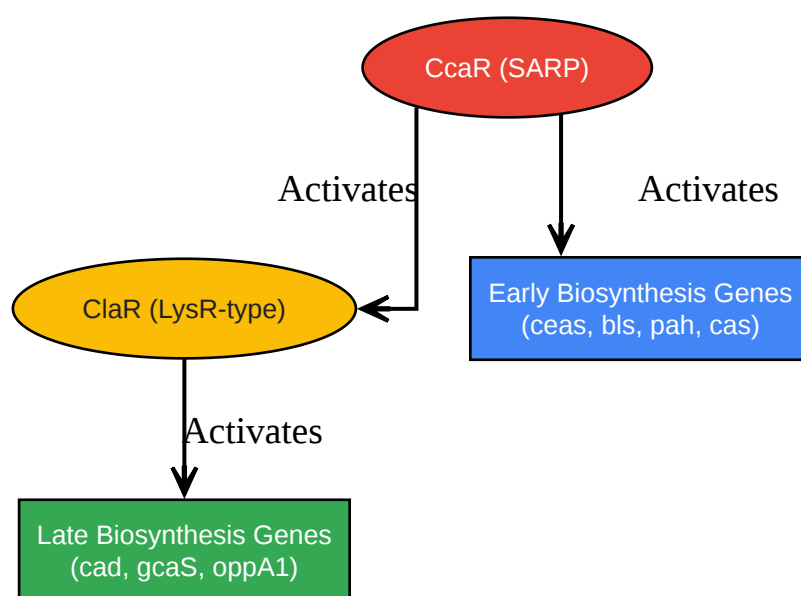 CcaR (SARP)
Activates
Activates
ClaR (LysR-type)
Early Biosynthesis Genes
(ceas, bls, pah, cas)
Activates
Late Biosynthesis Genes
(cad, gcaS, oppA1)